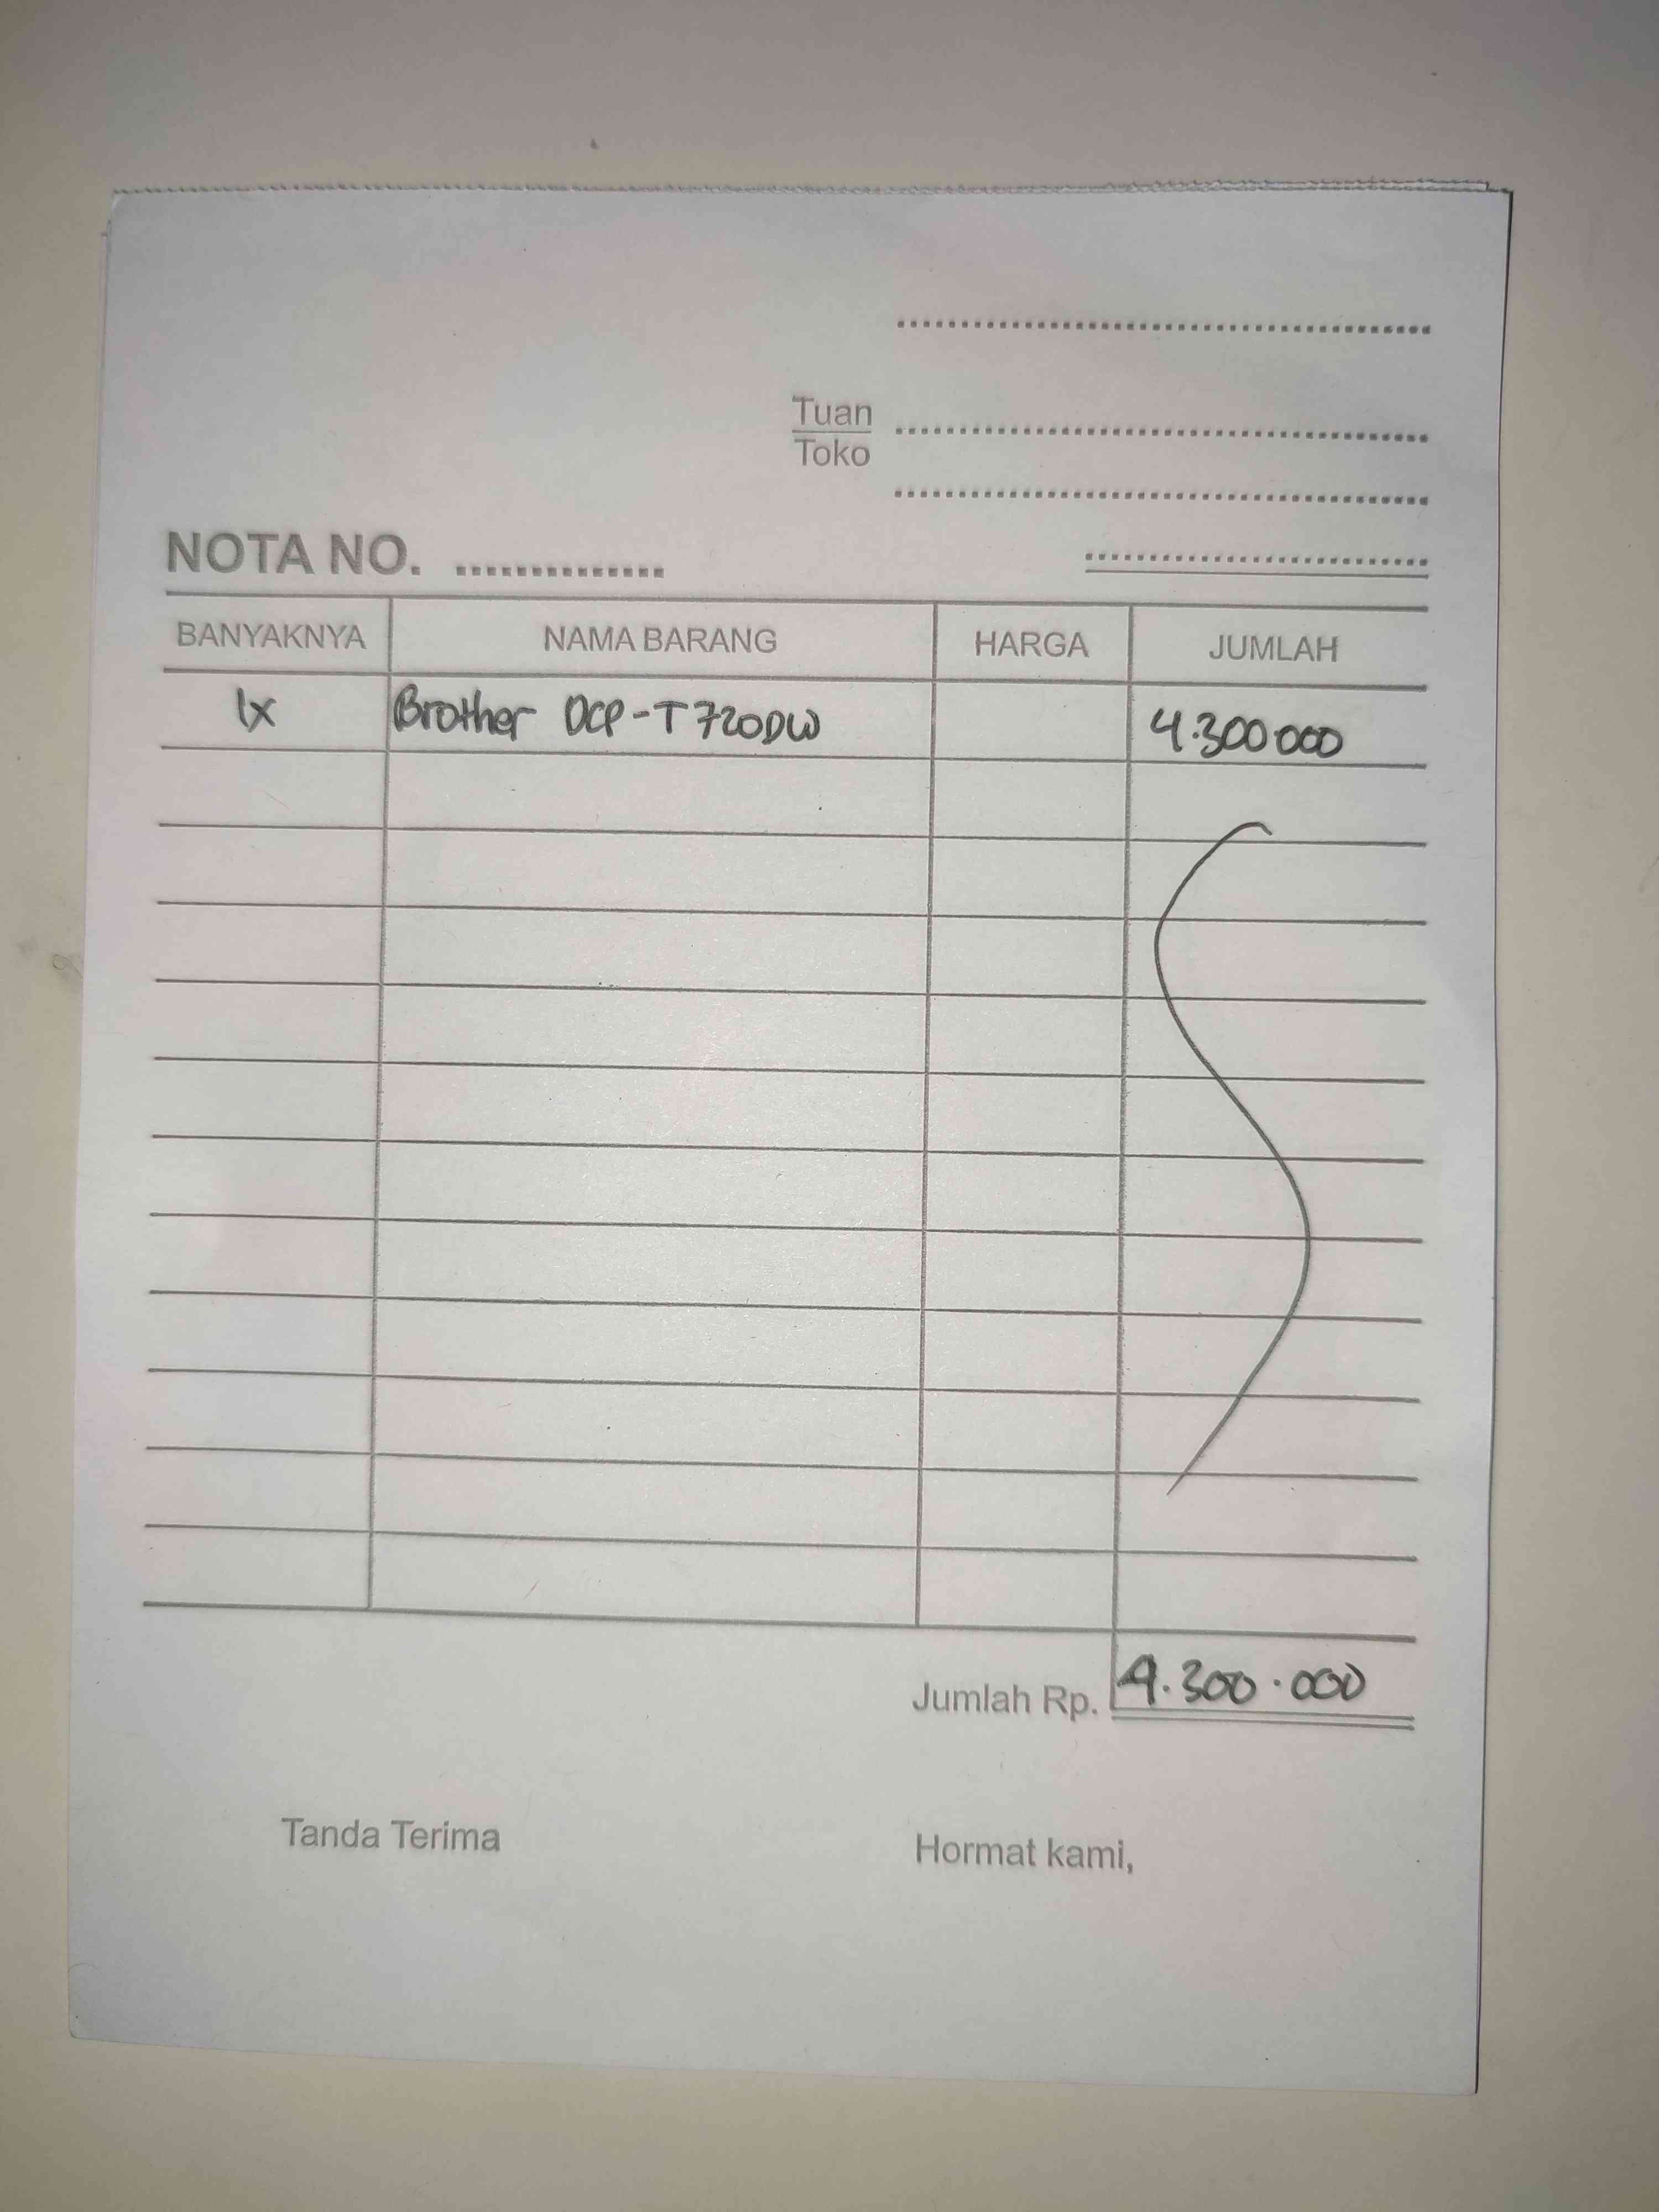 Tuan
Toko
NOTA NO. ..............
BANYAKNYA NAMA BARANG HARGA JUMLAH
1x Brother DCP-T720DW 4.300.000
Jumlah Rp. 4.300.000
Tanda Terima Hormat kami,